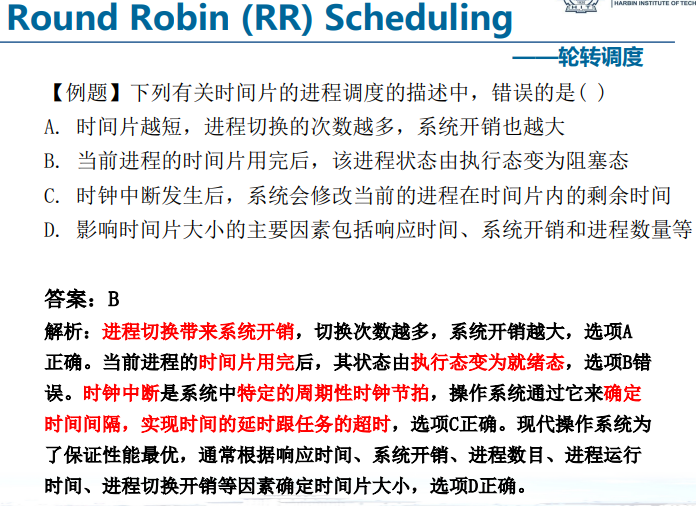 HARBIN INSTITUTE OF TECH
Round Robin (RR) Scheduling
——轮转调度
【例题】下列有关时间片的进程调度的描述中，错误的是( )
A. 时间片越短，进程切换的次数越多，系统开销也越大
B. 当前进程的时间片用完后，该进程状态由执行态变为阻塞态
C. 时钟中断发生后，系统会修改当前的进程在时间片内的剩余时间
D. 影响时间片大小的主要因素包括响应时间、系统开销和进程数量等
答案：B
解析：进程切换带来系统开销，切换次数越多，系统开销越大，选项A
正确。当前进程的时间片用完后，其状态由执行态变为就绪态，选项B错
误。时钟中断是系统中特定的周期性时钟节拍，操作系统通过它来确定
时间间隔，实现时间的延时跟任务的超时，选项C正确。现代操作系统为
了保证性能最优，通常根据响应时间、系统开销、进程数目、进程运行
时间、进程切换开销等因素确定时间片大小，选项D正确。